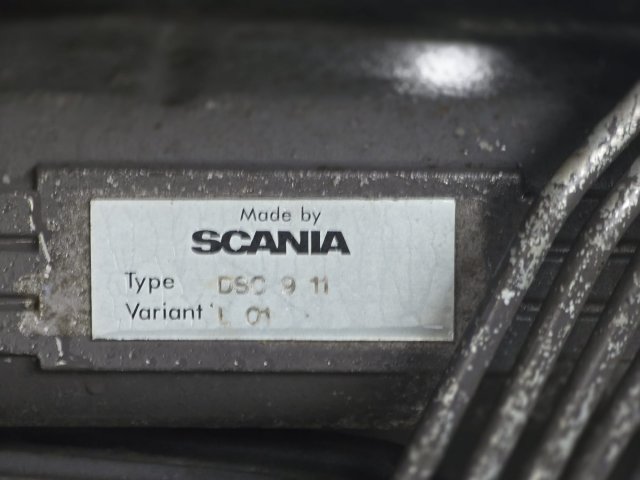 Made by
SCANIA
Type DSC 9 11
Variant L 01